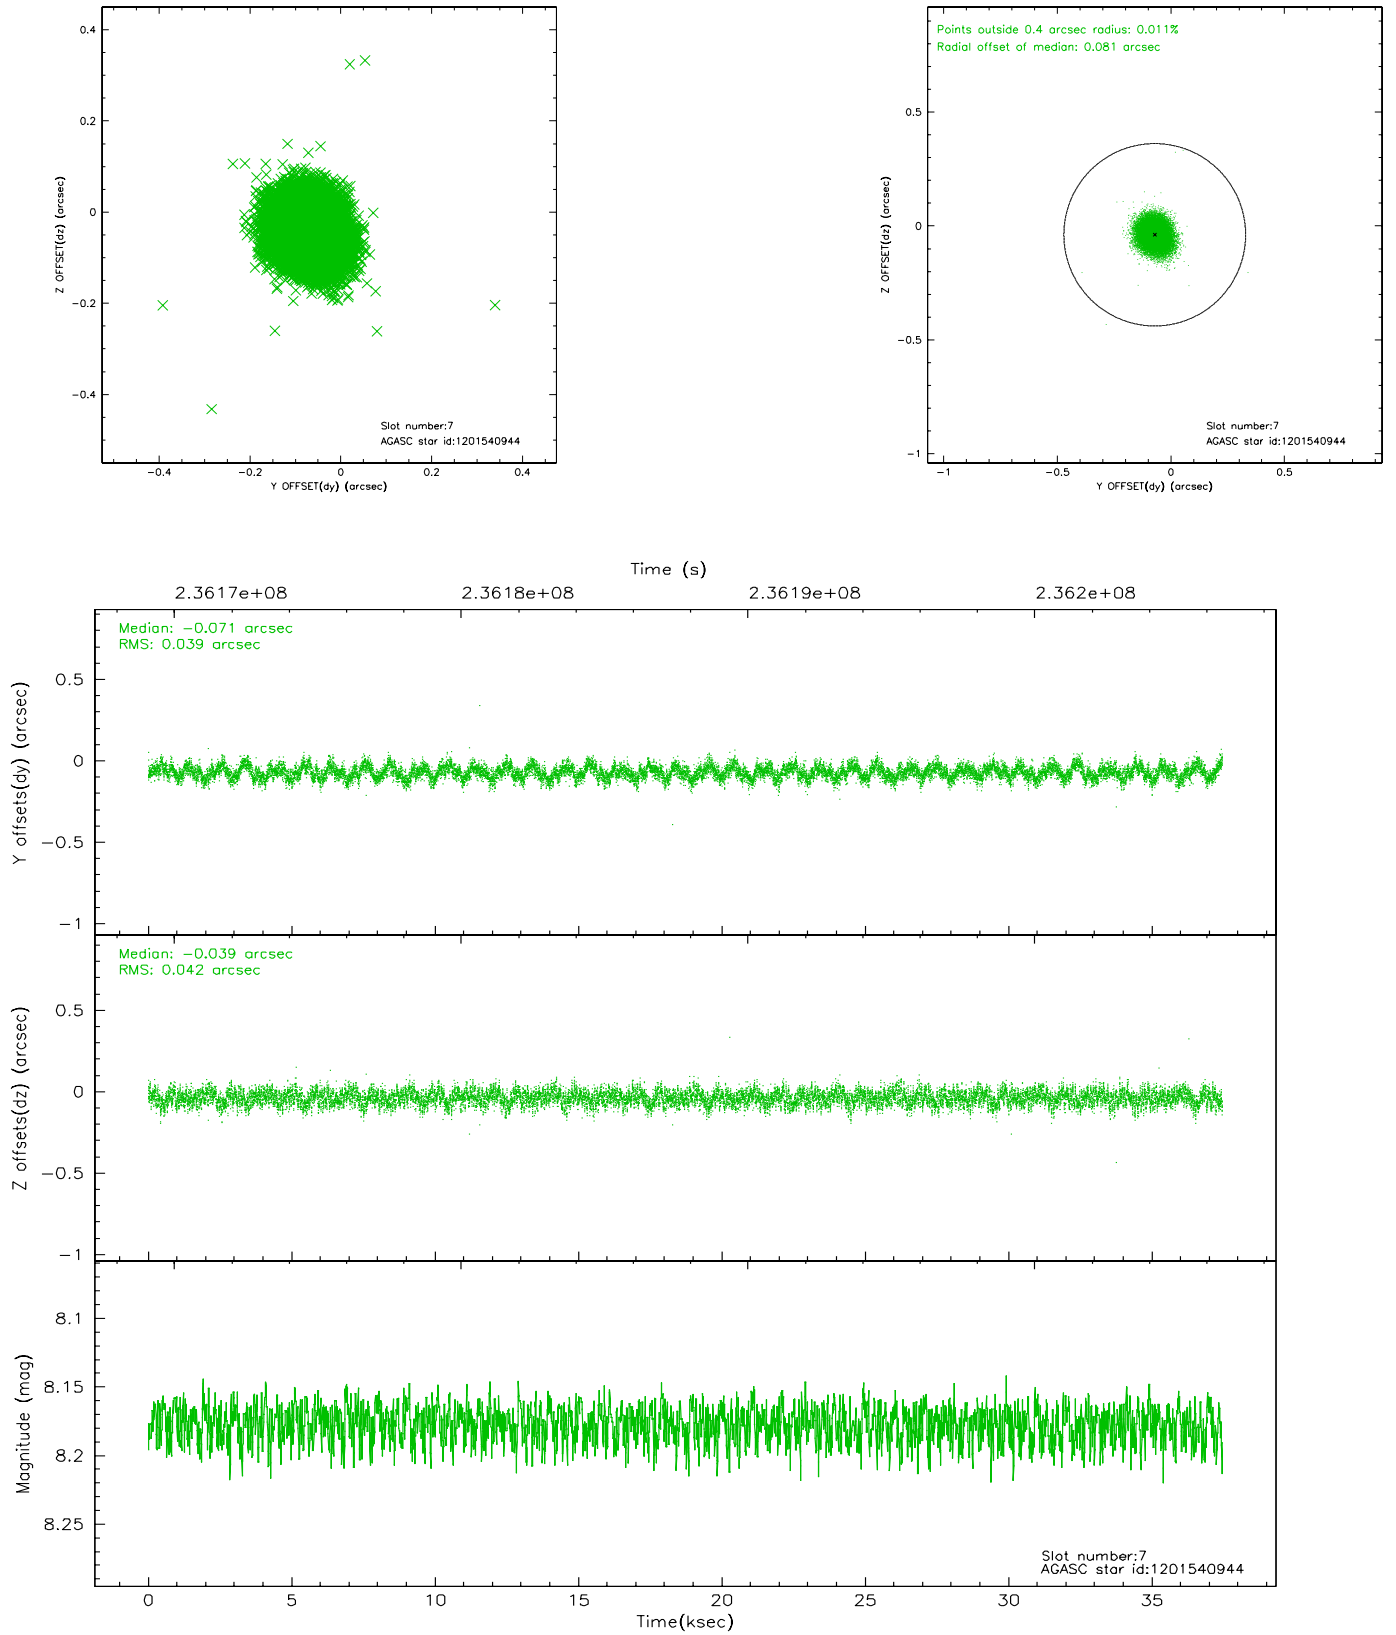 0.4
0.2
0
−0.2
−0.4
Z OFFSET(dz) (arcsec)
Slot number:7
AGASC star id:1201540944
−0.4 −0.2 0 0.2 0.4
Y OFFSET(dy) (arcsec)
Points outside 0.4 arcsec radius: 0.011%
Radial offset of median: 0.081 arcsec
0.5
0
−0.5
−1
Z OFFSET(dz) (arcsec)
Slot number:7
AGASC star id:1201540944
−1 −0.5 0 0.5
Y OFFSET(dy) (arcsec)
Time (s)
2.3617e+08 2.3618e+08 2.3619e+08 2.362e+08
Median: −0.071 arcsec
RMS: 0.039 arcsec
0.5
0
−0.5
−1
Y offsets(dy) (arcsec)
Median: −0.039 arcsec
RMS: 0.042 arcsec
0.5
0
−0.5
−1
Z offsets(dz) (arcsec)
8.1
8.15
8.2
8.25
Magnitude (mag)
Slot number:7
AGASC star id:1201540944
0 5 10 15 20 25 30 35
Time(ksec)